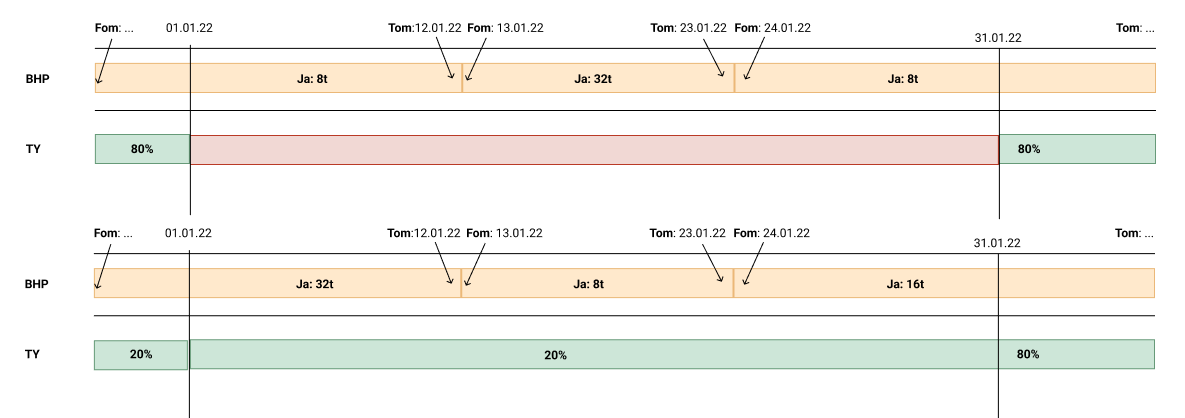 Fom: ... 01.01.22 Tom:12.01.22 Fom: 13.01.22 Tom: 23.01.22 Fom: 24.01.22 Tom: ...
31.01.22
BHP Ja: 8t Ja: 32t Ja: 8t
TY 80% 80%
Fom: ... 01.01.22 Tom:12.01.22 Fom: 13.01.22 Tom: 23.01.22 Fom: 24.01.22 Tom: ...
31.01.22
BHP Ja: 32t Ja: 8t Ja: 16t
TY 20% 20% 80%